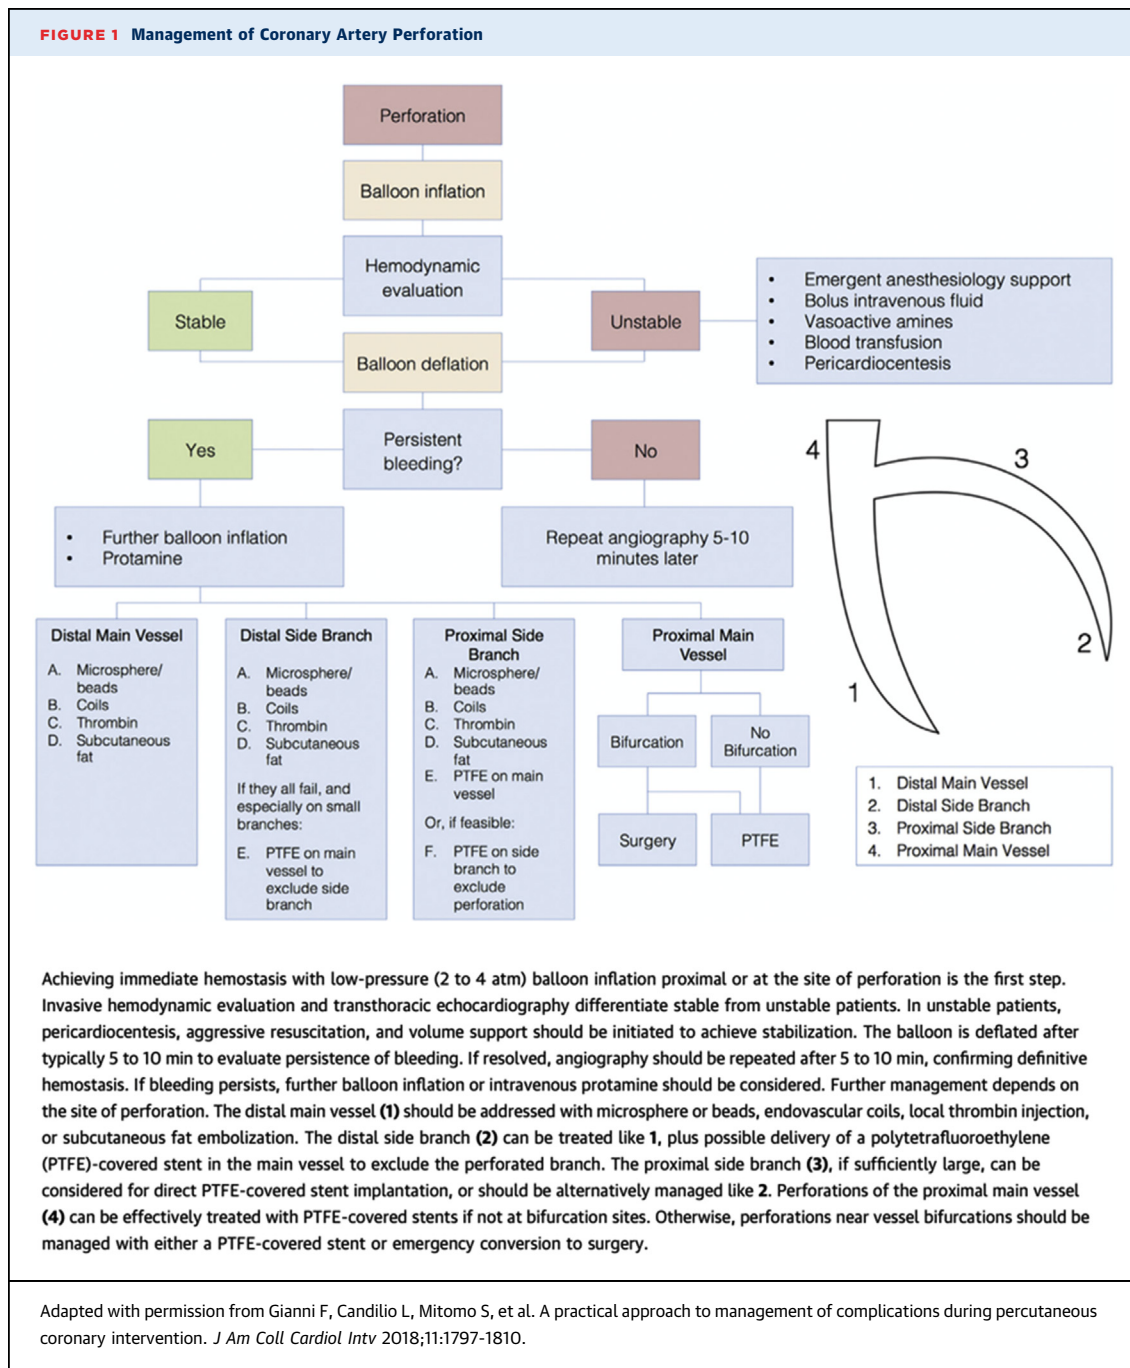 FIGURE 1 Management of Coronary Artery Perforation
Perforation
Balloon inflation
Hemodynamic
evaluation
Stable
Unstable
• Emergent anesthesiology support
• Bolus intravenous fluid
• Vasoactive amines
• Blood transfusion
• Pericardiocentesis
Balloon deflation
Yes
Persistent
bleeding?
No
• Further balloon inflation
• Protamine
Repeat angiography 5-10
minutes later
Distal Main Vessel
A. Microsphere/
beads
B. Coils
C. Thrombin
D. Subcutaneous
fat
Distal Side Branch
A. Microsphere/
beads
B. Coils
C. Thrombin
D. Subcutaneous
fat
If they all fail, and
especially on small
branches:
E. PTFE on main
vessel to
exclude side
branch
Proximal Side
Branch
A. Microsphere/
beads
B. Coils
C. Thrombin
D. Subcutaneous
fat
E. PTFE on main
vessel
Or, if feasible:
F. PTFE on side
branch to
exclude
perforation
Proximal Main
Vessel
Bifurcation
No
Bifurcation
Surgery
PTFE
4
3
2
1
1. Distal Main Vessel
2. Distal Side Branch
3. Proximal Side Branch
4. Proximal Main Vessel
Achieving immediate hemostasis with low-pressure (2 to 4 atm) balloon inflation proximal or at the site of perforation is the first step.
Invasive hemodynamic evaluation and transthoracic echocardiography differentiate stable from unstable patients. In unstable patients,
pericardiocentesis, aggressive resuscitation, and volume support should be initiated to achieve stabilization. The balloon is deflated after
typically 5 to 10 min to evaluate persistence of bleeding. If resolved, angiography should be repeated after 5 to 10 min, confirming definitive
hemostasis. If bleeding persists, further balloon inflation or intravenous protamine should be considered. Further management depends on
the site of perforation. The distal main vessel (1) should be addressed with microsphere or beads, endovascular coils, local thrombin injection,
or subcutaneous fat embolization. The distal side branch (2) can be treated like 1, plus possible delivery of a polytetrafluoroethylene
(PTFE)-covered stent in the main vessel to exclude the perforated branch. The proximal side branch (3), if sufficiently large, can be
considered for direct PTFE-covered stent implantation, or should be alternatively managed like 2. Perforations of the proximal main vessel
(4) can be effectively treated with PTFE-covered stents if not at bifurcation sites. Otherwise, perforations near vessel bifurcations should be
managed with either a PTFE-covered stent or emergency conversion to surgery.
Adapted with permission from Gianni F, Candilio L, Mitomo S, et al. A practical approach to management of complications during percutaneous
coronary intervention. J Am Coll Cardiol Intv 2018;11:1797-1810.